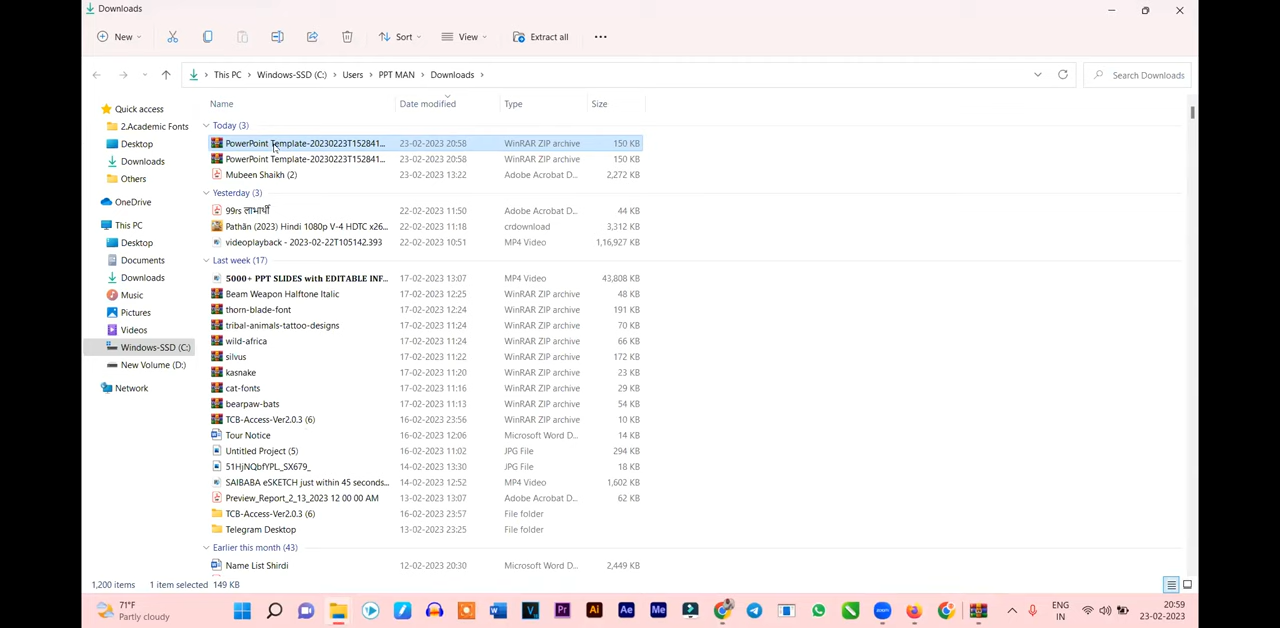 Downloads
New
Sort
View
Extract all
This PC > Windows-SSD (C:) > Users > PPT MAN > Downloads >
Search Downloads
Name Date modified Type Size
Quick access
2.Academic Fonts
Desktop
Downloads
Others
OneDrive
This PC
Desktop
Documents
Downloads
Music
Pictures
Videos
Windows-SSD (C:)
New Volume (D:)
Network
Today (3)
PowerPoint Template-20230223T152841... 23-02-2023 20:58 WinRAR ZIP archive 150 KB
PowerPoint Template-20230223T152841... 23-02-2023 20:58 WinRAR ZIP archive 150 KB
Mubeen Shaikh (2) 23-02-2023 13:22 Adobe Acrobat D... 2,272 KB
Yesterday (3)
99rs लाभार्थी 22-02-2023 11:50 Adobe Acrobat D... 44 KB
Pathān (2023) Hindi 1080p V-4 HDTC x26... 22-02-2023 11:18 crdownload 3,312 KB
videoplayback - 2023-02-22T105142.393 22-02-2023 10:51 MP4 Video 1,16,927 KB
Last week (17)
5000+ PPT SLIDES with EDITABLE INF... 17-02-2023 13:07 MP4 Video 43,808 KB
Beam Weapon Halftone Italic 17-02-2023 12:25 WinRAR ZIP archive 48 KB
thorn-blade-font 17-02-2023 12:24 WinRAR ZIP archive 191 KB
tribal-animals-tattoo-designs 17-02-2023 11:24 WinRAR ZIP archive 70 KB
wild-africa 17-02-2023 11:24 WinRAR ZIP archive 66 KB
silvus 17-02-2023 11:22 WinRAR ZIP archive 172 KB
kasnake 17-02-2023 11:20 WinRAR ZIP archive 23 KB
cat-fonts 17-02-2023 11:16 WinRAR ZIP archive 29 KB
bearpaw-bats 17-02-2023 11:13 WinRAR ZIP archive 54 KB
TCB-Access-Ver2.0.3 (6) 16-02-2023 23:56 WinRAR ZIP archive 10 KB
Tour Notice 16-02-2023 12:06 Microsoft Word D... 14 KB
Untitled Project (5) 16-02-2023 11:02 JPG File 294 KB
51HjNQbfYPL._SX679_ 14-02-2023 13:30 JPG File 18 KB
SAIBABA eSKETCH just within 45 seconds... 14-02-2023 12:52 MP4 Video 1,602 KB
Preview_Report_2_13_2023 12 00 00 AM 13-02-2023 13:07 Adobe Acrobat D... 62 KB
TCB-Access-Ver2.0.3 (6) 16-02-2023 23:57 File folder
Telegram Desktop 13-02-2023 23:25 File folder
Earlier this month (43)
Name List Shirdi 12-02-2023 20:30 Microsoft Word D... 2,449 KB
1,200 items 1 item selected 149 KB
71°F
Partly cloudy
W
V
Pr
Ai
Ae
Me
zoom
ENG
IN
20:59
23-02-2023